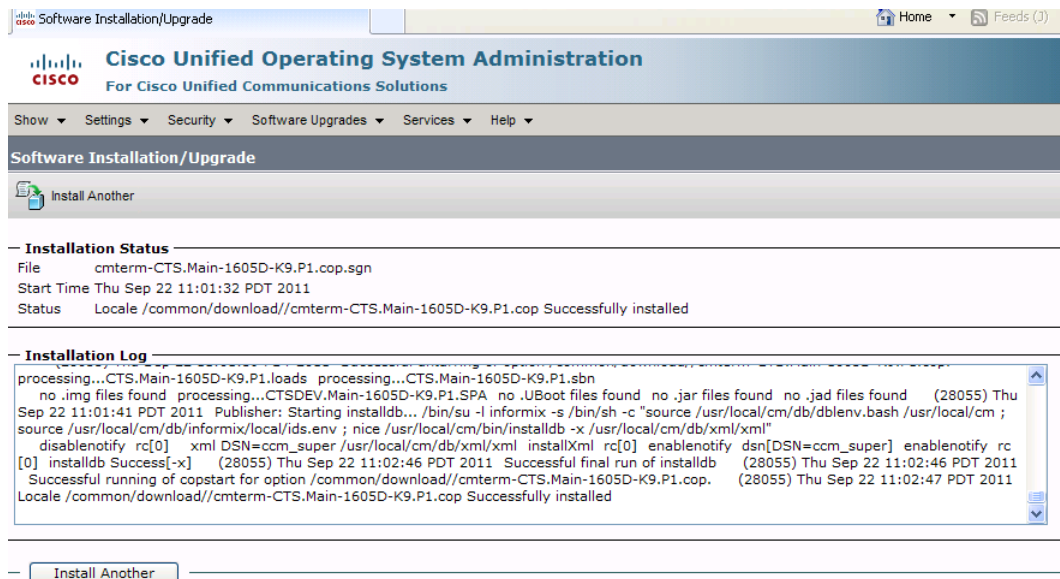 Software Installation/Upgrade
Home
Feeds (J)
CISCO
Cisco Unified Operating System Administration
For Cisco Unified Communications Solutions
Show Settings Security Software Upgrades Services Help
Software Installation/Upgrade
Install Another
Installation Status
File cmterm-CTS.Main-1605D-K9.P1.cop.sgn
Start Time Thu Sep 22 11:01:32 PDT 2011
Status Locale /common/download//cmterm-CTS.Main-1605D-K9.P1.cop Successfully installed
Installation Log
processing...CTS.Main-1605D-K9.P1.loads processing...CTS.Main-1605D-K9.P1.sbn
no .img files found processing...CTSDEV.Main-1605D-K9.P1.SPA no .UBoot files found no .jar files found no .jad files found (28055) Thu
Sep 22 11:01:41 PDT 2011 Publisher: Starting installdb... /bin/su -l informix -s /bin/sh -c "source /usr/local/cm/db/dblenv.bash /usr/local/cm ;
source /usr/local/cm/db/informix/local/ids.env ; nice /usr/local/cm/bin/installdb -x /usr/local/cm/db/xml/xml"
disablenotify rc[0] xml DSN=ccm_super /usr/local/cm/db/xml/xml installXml rc[0] enablenotify dsn[DSN=ccm_super] enablenotify rc
[0] installdb Success[-x] (28055) Thu Sep 22 11:02:46 PDT 2011 Successful final run of installdb (28055) Thu Sep 22 11:02:46 PDT 2011
Successful running of copstart for option /common/download//cmterm-CTS.Main-1605D-K9.P1.cop. (28055) Thu Sep 22 11:02:47 PDT 2011
Locale /common/download//cmterm-CTS.Main-1605D-K9.P1.cop Successfully installed
Install Another